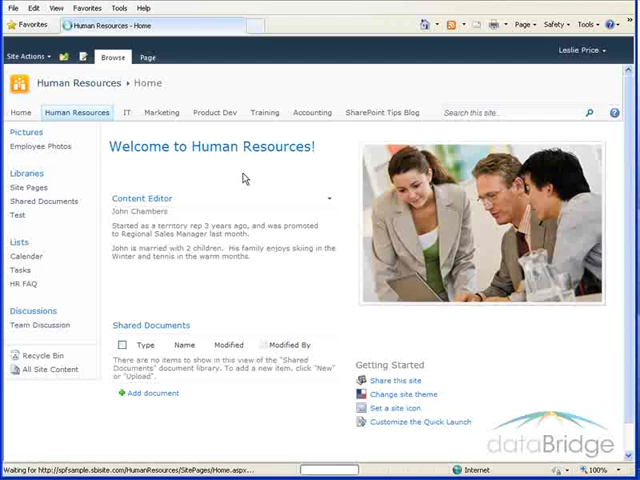 File Edit View Favorites Tools Help
Favorites Human Resources - Home Page Safety Tools
Site Actions Browse Page Leslie Price
Human Resources Home
Home Human Resources IT Marketing Product Dev Training Accounting SharePoint Tips Blog Search this site...
Pictures
Employee Photos
Libraries
Site Pages
Shared Documents
Test
Lists
Calendar
Tasks
HR FAQ
Discussions
Team Discussion
Recycle Bin
All Site Content
Welcome to Human Resources!
Content Editor
John Chambers
Started as a territory rep 3 years ago, and was promoted
to Regional Sales Manager last month.
John is married with 2 children. His family enjoys skiing in the
Winter and tennis in the warm months.
Shared Documents
Type Name Modified Modified By
There are no items to show in this view of the "Shared
Documents" document library. To add a new item, click "New"
or "Upload".
Add document
Getting Started
Share this site
Change site theme
Set a site icon
Customize the Quick Launch
dataBridge
Waiting for http://spfsample.sbisite.com/HumanResources/SitePages/Home.aspx... Internet 100%